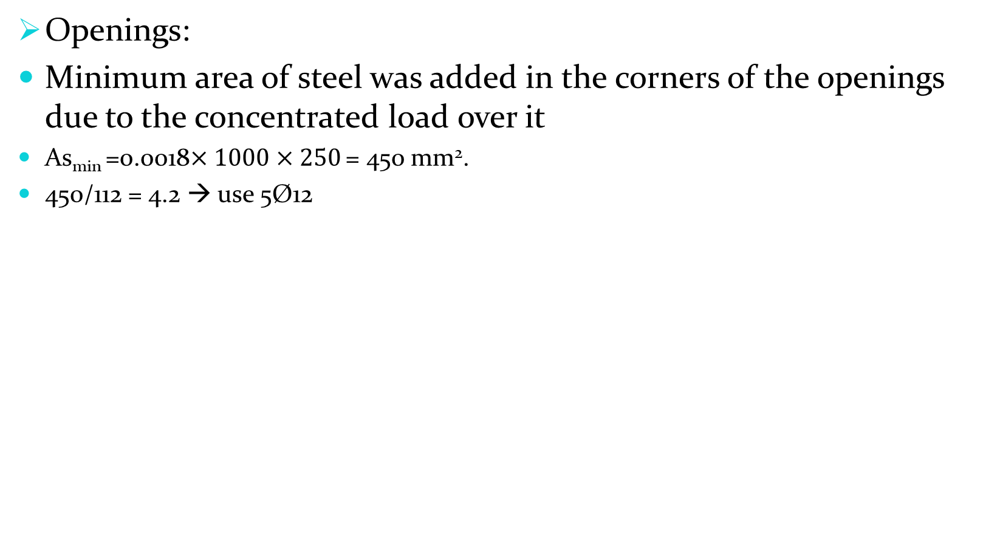 Openings:
Minimum area of steel was added in the corners of the openings
due to the concentrated load over it
As_min =0.0018× 1000 × 250 = 450 mm².
450/112 = 4.2 → use 5Ø12